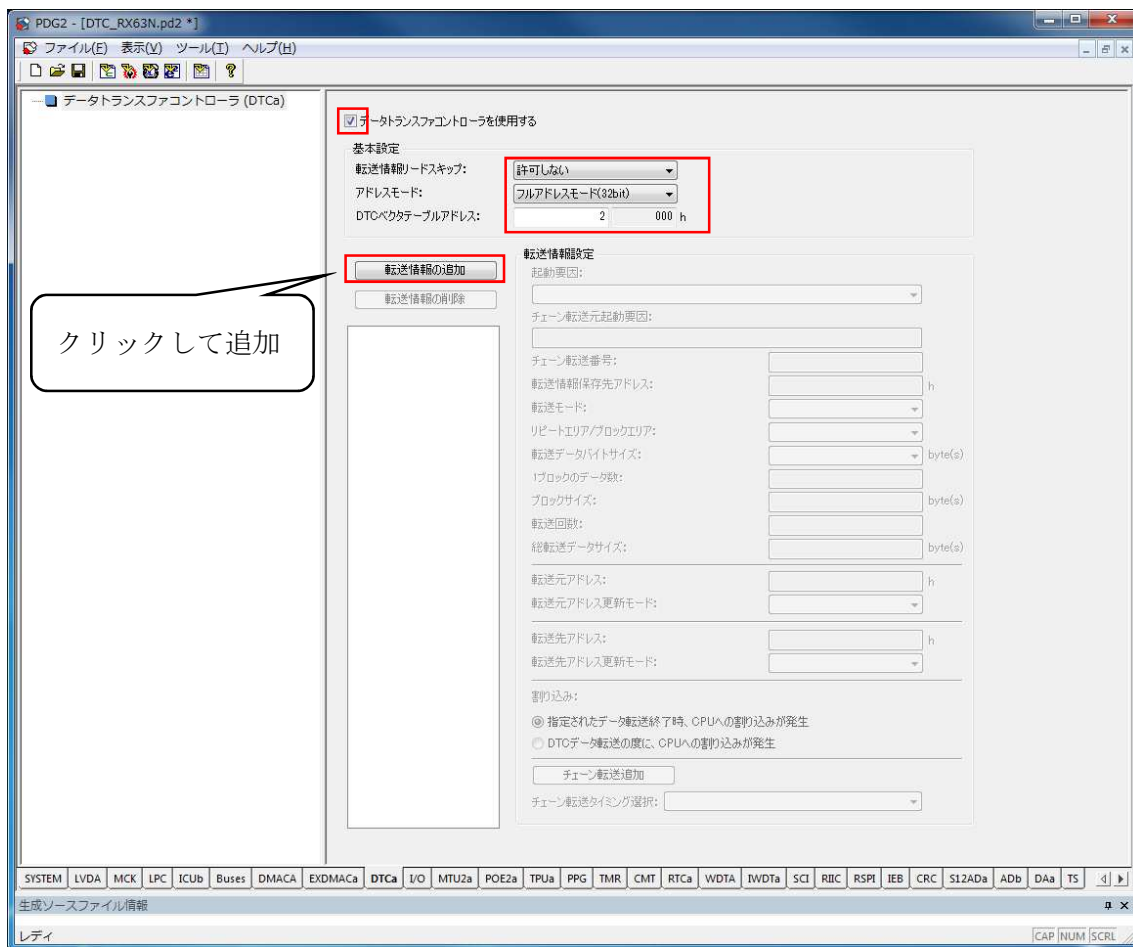 PDG2 - [DTC_RX63N.pd2 *]
ファイル(F) 表示(V) ツール(T) ヘルプ(H)
データトランスファコントローラ (DTCa)
データトランスファコントローラを使用する
基本設定
転送情報リードスキップ: 許可しない
アドレスモード: フルアドレスモード(32bit)
DTCベクタテーブルアドレス: 2 000 h
転送情報の追加
転送情報の削除
クリックして追加
転送情報設定
起動要因:
チェーン転送元起動要因:
チェーン転送番号:
転送情報保存先アドレス: h
転送モード:
リピートエリア/ブロックエリア:
転送データバイトサイズ: byte(s)
1ブロックのデータ数:
ブロックサイズ: byte(s)
転送回数:
総転送データサイズ: byte(s)
転送元アドレス: h
転送元アドレス更新モード:
転送先アドレス: h
転送先アドレス更新モード:
割り込み:
指定されたデータ転送終了時、CPUへの割り込みが発生
DTCデータ転送の度に、CPUへの割り込みが発生
チェーン転送追加
チェーン転送タイミング選択:
SYSTEM LVDA MCK LPC ICUb Buses DMACA EXDMACa DTCa I/O MTU2a POE2a TPUa PPG TMR CMT RTCa WDTA IWDTa SCI RIIC RSPI IEB CRC S12ADa ADb DAa TS
生成ソースファイル情報
レディ
CAP NUM SCRL